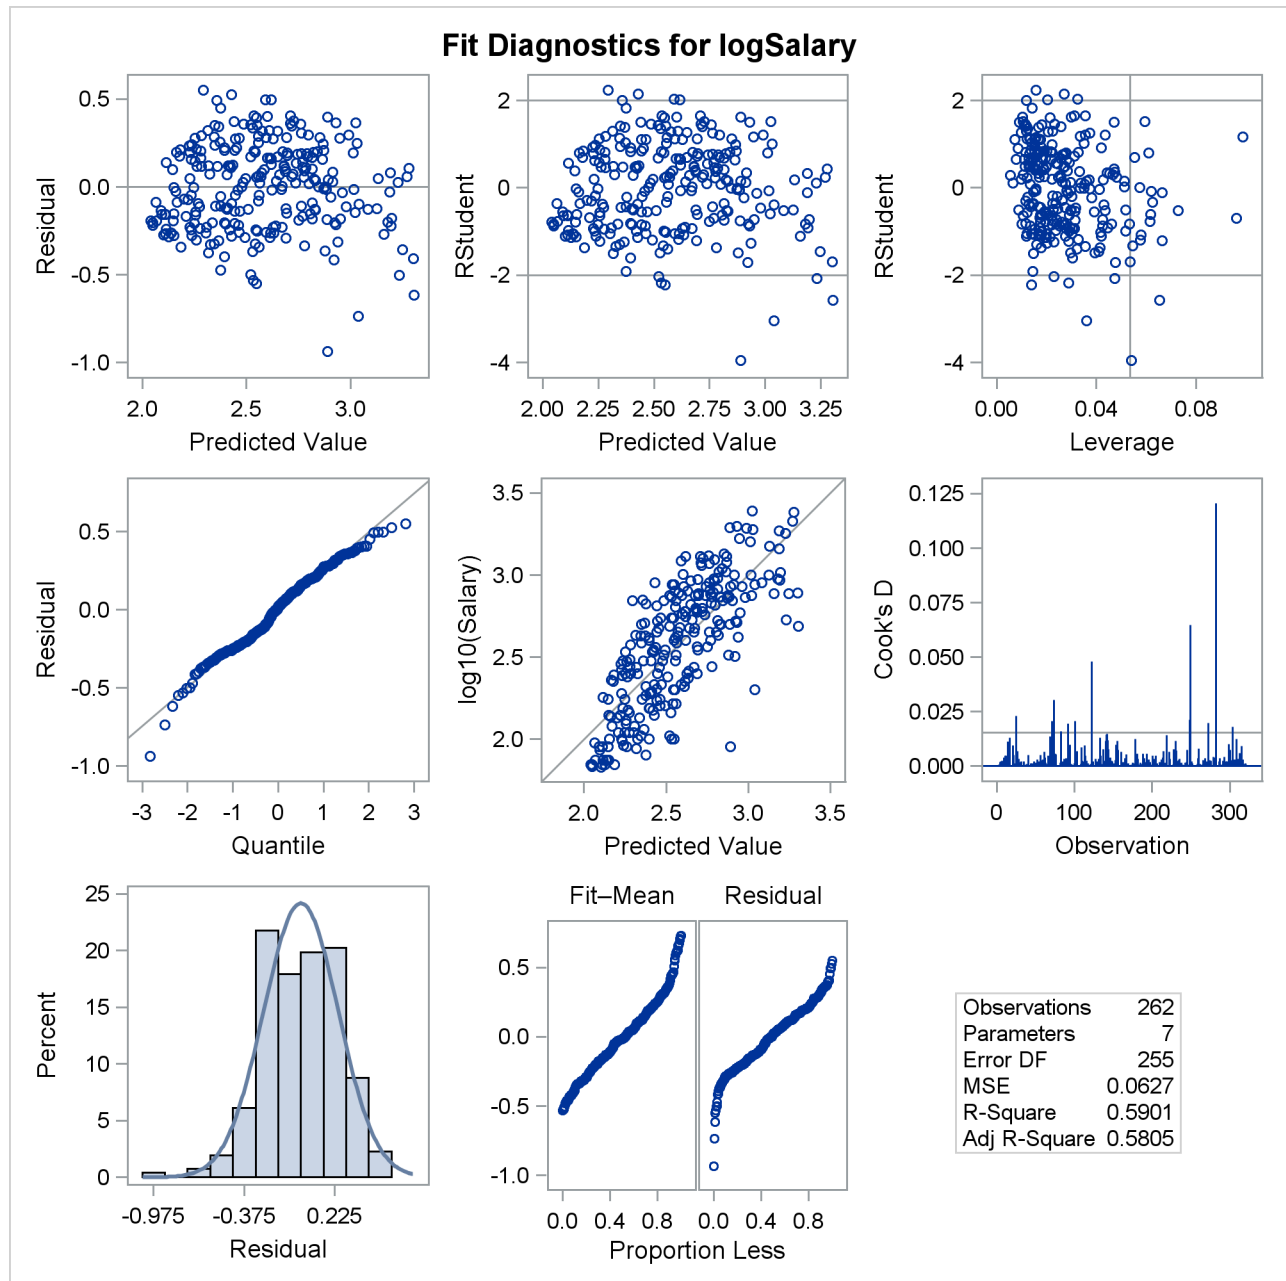 Fit Diagnostics for logSalary
Residual
0.5
0.0
-0.5
-1.0
2.0 2.5 3.0
Predicted Value
RStudent
2
0
-2
-4
2.00 2.25 2.50 2.75 3.00 3.25
Predicted Value
RStudent
2
0
-2
-4
0.00 0.04 0.08
Leverage
Residual
0.5
0.0
-0.5
-1.0
-3 -2 -1 0 1 2 3
Quantile
log10(Salary)
3.5
3.0
2.5
2.0
2.0 2.5 3.0 3.5
Predicted Value
Cook's D
0.125
0.100
0.075
0.050
0.025
0.000
0 100 200 300
Observation
Percent
25
20
15
10
5
0
-0.975 -0.375 0.225
Residual
Fit–Mean Residual
0.5
0.0
-0.5
-1.0
0.0 0.4 0.8 0.0 0.4 0.8
Proportion Less
Observations 262
Parameters 7
Error DF 255
MSE 0.0627
R-Square 0.5901
Adj R-Square 0.5805